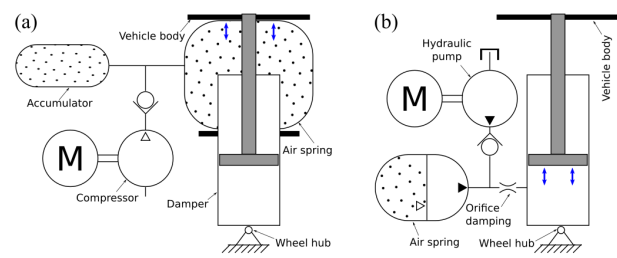 (a)
Vehicle body
Accumulator
M
Compressor
Air spring
Damper
Wheel hub
(b)
Hydraulic
pump
Vehicle body
M
Orifice
damping
Air spring
Wheel hub